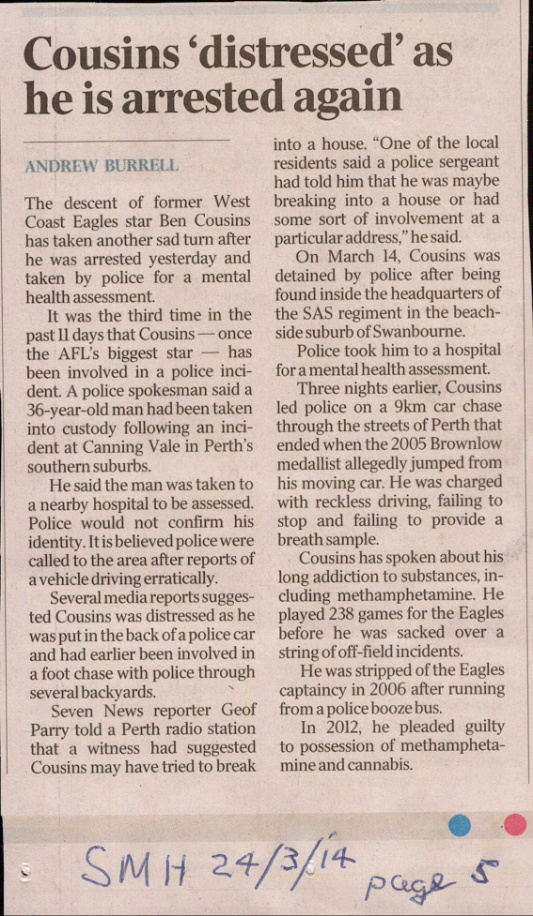 Cousins ‘distressed’ as
he is arrested again
ANDREW BURRELL
The descent of former West
Coast Eagles star Ben Cousins
has taken another sad turn after
he was arrested yesterday and
taken by police for a mental
health assessment.
It was the third time in the
past 11 days that Cousins — once
the AFL’s biggest star — has
been involved in a police inci-
dent. A police spokesman said a
36-year-old man had been taken
into custody following an inci-
dent at Canning Vale in Perth’s
southern suburbs.
He said the man was taken to
a nearby hospital to be assessed.
Police would not confirm his
identity. It is believed police were
called to the area after reports of
a vehicle driving erratically.
Several media reports sugges-
ted Cousins was distressed as he
was put in the back of a police car
and had earlier been involved in
a foot chase with police through
several backyards.
Seven News reporter Geof
Parry told a Perth radio station
that a witness had suggested
Cousins may have tried to break
into a house. “One of the local
residents said a police sergeant
had told him that he was maybe
breaking into a house or had
some sort of involvement at a
particular address,” he said.
On March 14, Cousins was
detained by police after being
found inside the headquarters of
the SAS regiment in the beach-
side suburb of Swanbourne.
Police took him to a hospital
for a mental health assessment.
Three nights earlier, Cousins
led police on a 9km car chase
through the streets of Perth that
ended when the 2005 Brownlow
medallist allegedly jumped from
his moving car. He was charged
with reckless driving, failing to
stop and failing to provide a
breath sample.
Cousins has spoken about his
long addiction to substances, in-
cluding methamphetamine. He
played 238 games for the Eagles
before he was sacked over a
string of off-field incidents.
He was stripped of the Eagles
captaincy in 2006 after running
from a police booze bus.
In 2012, he pleaded guilty
to possession of methampheta-
mine and cannabis.
SMH 24/3/14 page 5